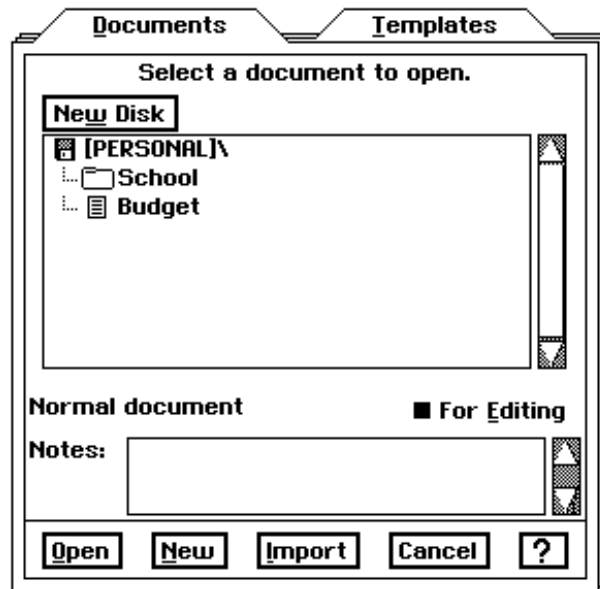 Documents Templates
Select a document to open.
New Disk
[PERSONAL]\
School
Budget
Normal document For Editing
Notes:
Open New Import Cancel ?